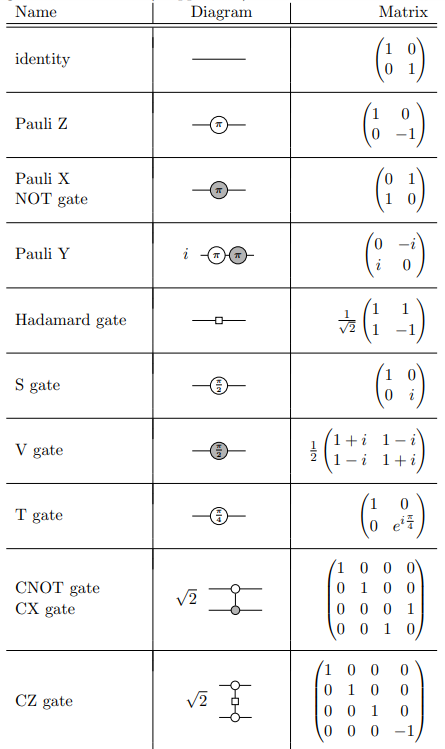 Name Diagram Matrix
identity (1 0
0 1)
Pauli Z π (1 0
0 −1)
Pauli X
NOT gate π (0 1
1 0)
Pauli Y i π π (0 −i
i 0)
Hadamard gate 1/√2 (1 1
1 −1)
S gate π/2 (1 0
0 i)
V gate π/2 1/2 (1+i 1−i
1−i 1+i)
T gate π/4 (1 0
0 e^{iπ/4})
CNOT gate
CX gate √2 (1 0 0 0
0 1 0 0
0 0 0 1
0 0 1 0)
CZ gate √2 (1 0 0 0
0 1 0 0
0 0 1 0
0 0 0 −1)